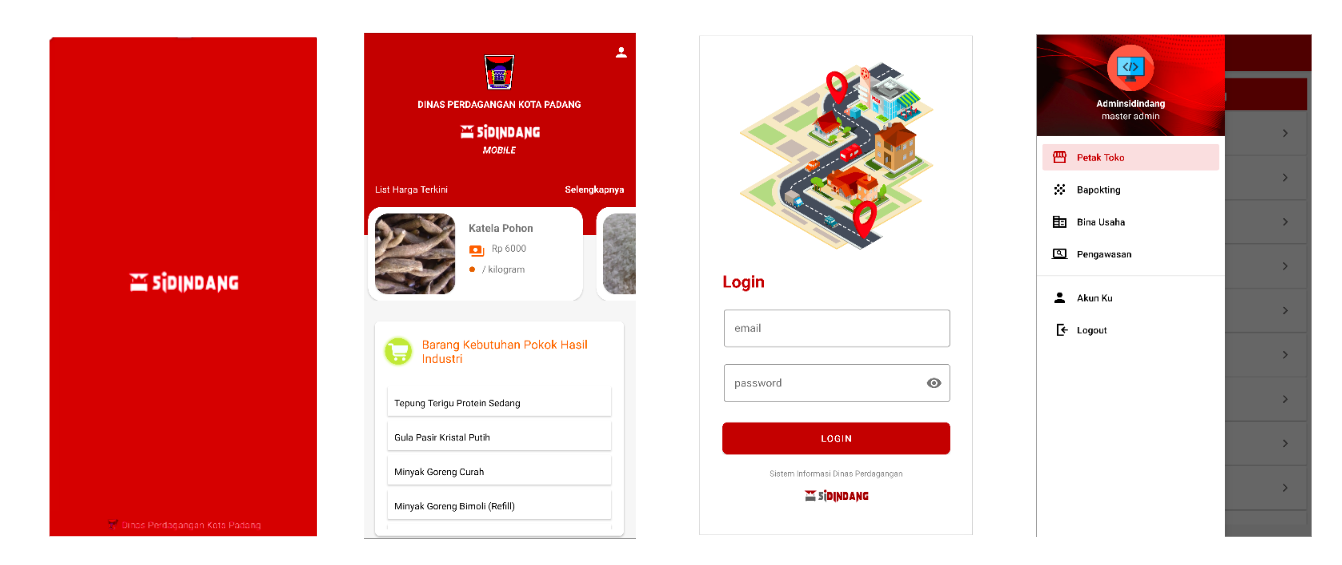 SiDINDANG
Dinas Perdagangan Kota Padang
DINAS PERDAGANGAN KOTA PADANG
SiDINDANG
MOBILE
List Harga Terkini
Selengkapnya
Katela Pohon
Rp 6000
/ kilogram
Barang Kebutuhan Pokok Hasil
Industri
Tepung Terigu Protein Sedang
Gula Pasir Kristal Putih
Minyak Goreng Curah
Minyak Goreng Bimoli (Refill)
Login
email
password
LOGIN
Sistem Informasi Dinas Perdagangan
SiDINDANG
</>
Adminsidindang
master admin
Petak Toko
Bapokting
Bina Usaha
Pengawasan
Akun Ku
Logout